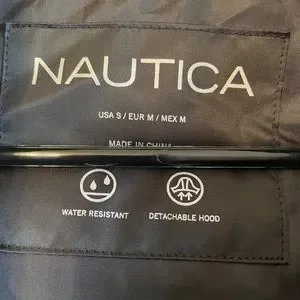 NAUTICA
USA S / EUR M / MEX M
MADE IN CHINA
WATER RESISTANT
DETACHABLE HOOD